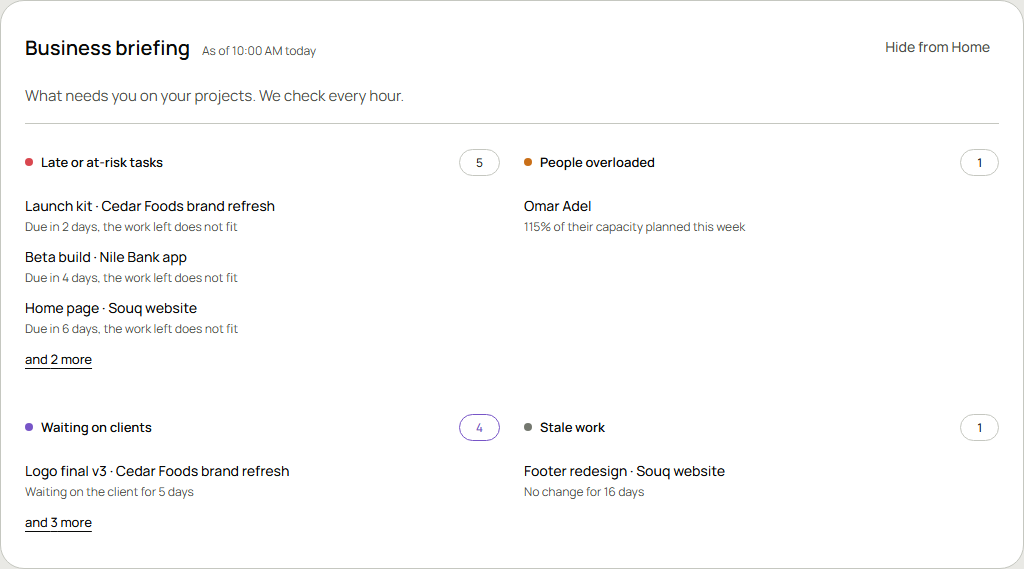 Business briefing As of 10:00 AM today
Hide from Home
What needs you on your projects. We check every hour.
Late or at-risk tasks 5
Launch kit · Cedar Foods brand refresh
Due in 2 days, the work left does not fit
Beta build · Nile Bank app
Due in 4 days, the work left does not fit
Home page · Souq website
Due in 6 days, the work left does not fit
and 2 more
People overloaded 1
Omar Adel
115% of their capacity planned this week
Waiting on clients 4
Logo final v3 · Cedar Foods brand refresh
Waiting on the client for 5 days
and 3 more
Stale work 1
Footer redesign · Souq website
No change for 16 days